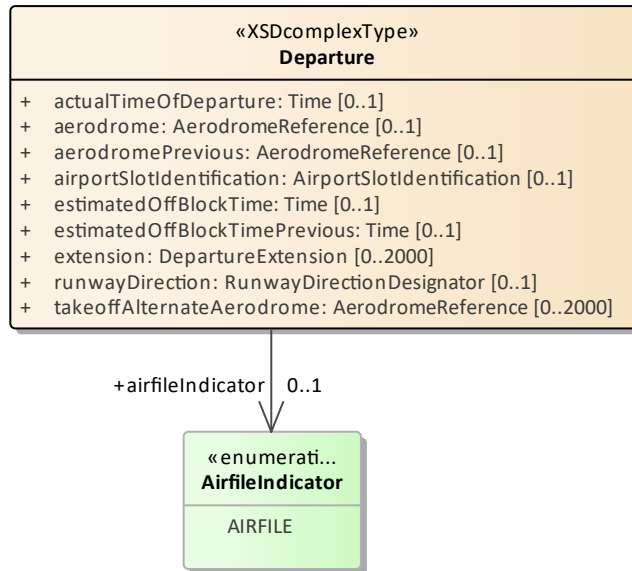 «XSDcomplexType»
Departure
+ actualTimeOfDeparture: Time [0..1]
+ aerodrome: AerodromeReference [0..1]
+ aerodromePrevious: AerodromeReference [0..1]
+ airportSlotIdentification: AirportSlotIdentification [0..1]
+ estimatedOffBlockTime: Time [0..1]
+ estimatedOffBlockTimePrevious: Time [0..1]
+ extension: DepartureExtension [0..2000]
+ runwayDirection: RunwayDirectionDesignator [0..1]
+ takeoffAlternateAerodrome: AerodromeReference [0..2000]
+airfileIndicator 0..1
«enumerati...
AirfileIndicator
AIRFILE